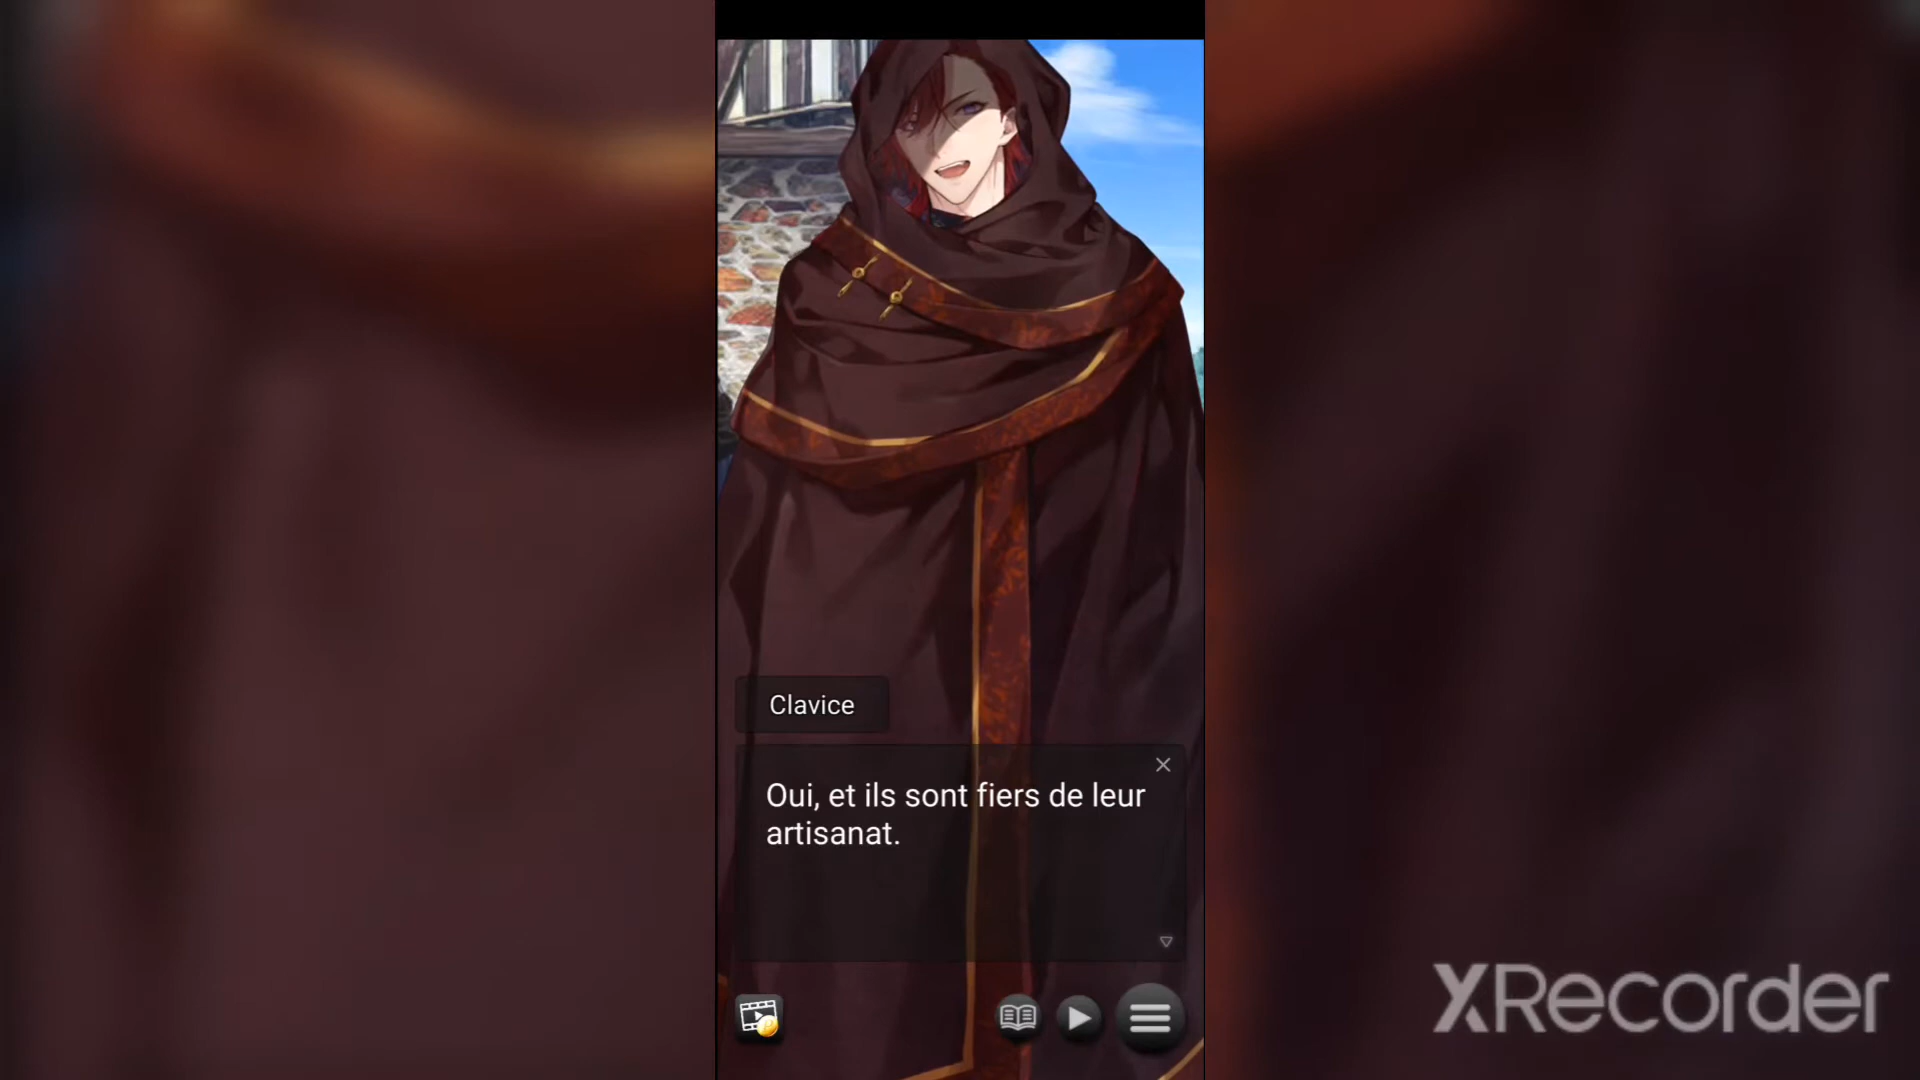 Clavice
Oui, et ils sont fiers de leur
artisanat.
XRecorder